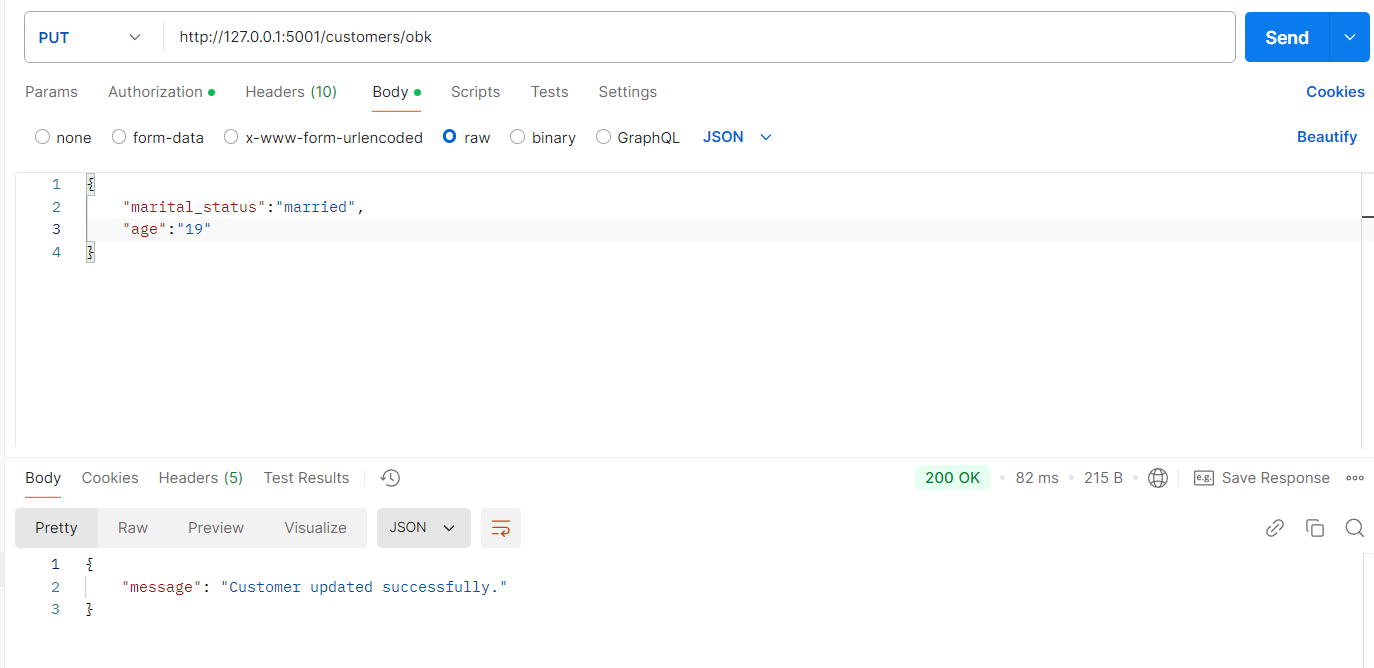 PUT http://127.0.0.1:5001/customers/obk Send
Params Authorization Headers (10) Body Scripts Tests Settings Cookies
none form-data x-www-form-urlencoded raw binary GraphQL JSON Beautify
1 {
2 "marital_status":"married",
3 "age":"19"
4 }
Body Cookies Headers (5) Test Results 200 OK 82 ms 215 B e.g. Save Response
Pretty Raw Preview Visualize JSON
1 {
2 "message": "Customer updated successfully."
3 }